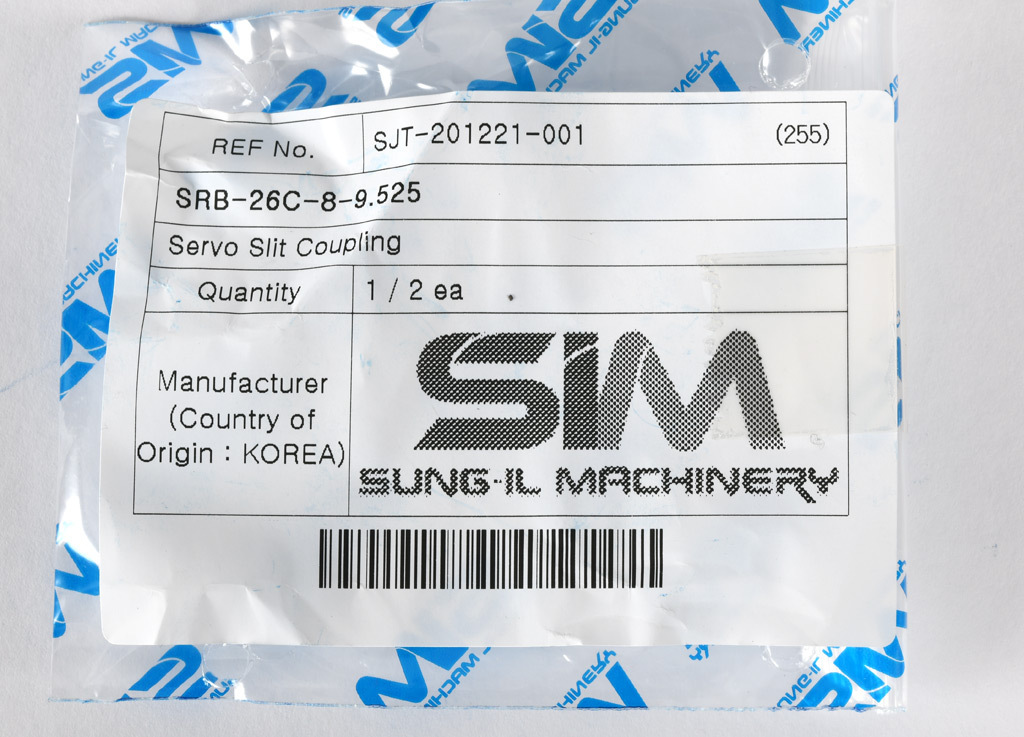 REF No. SJT-201221-001 (255)
SRB-26C-8-9.525
Servo Slit Coupling
Quantity 1 / 2 ea
Manufacturer
(Country of
Origin : KOREA)
SIM
SUNG-IL MACHINERY